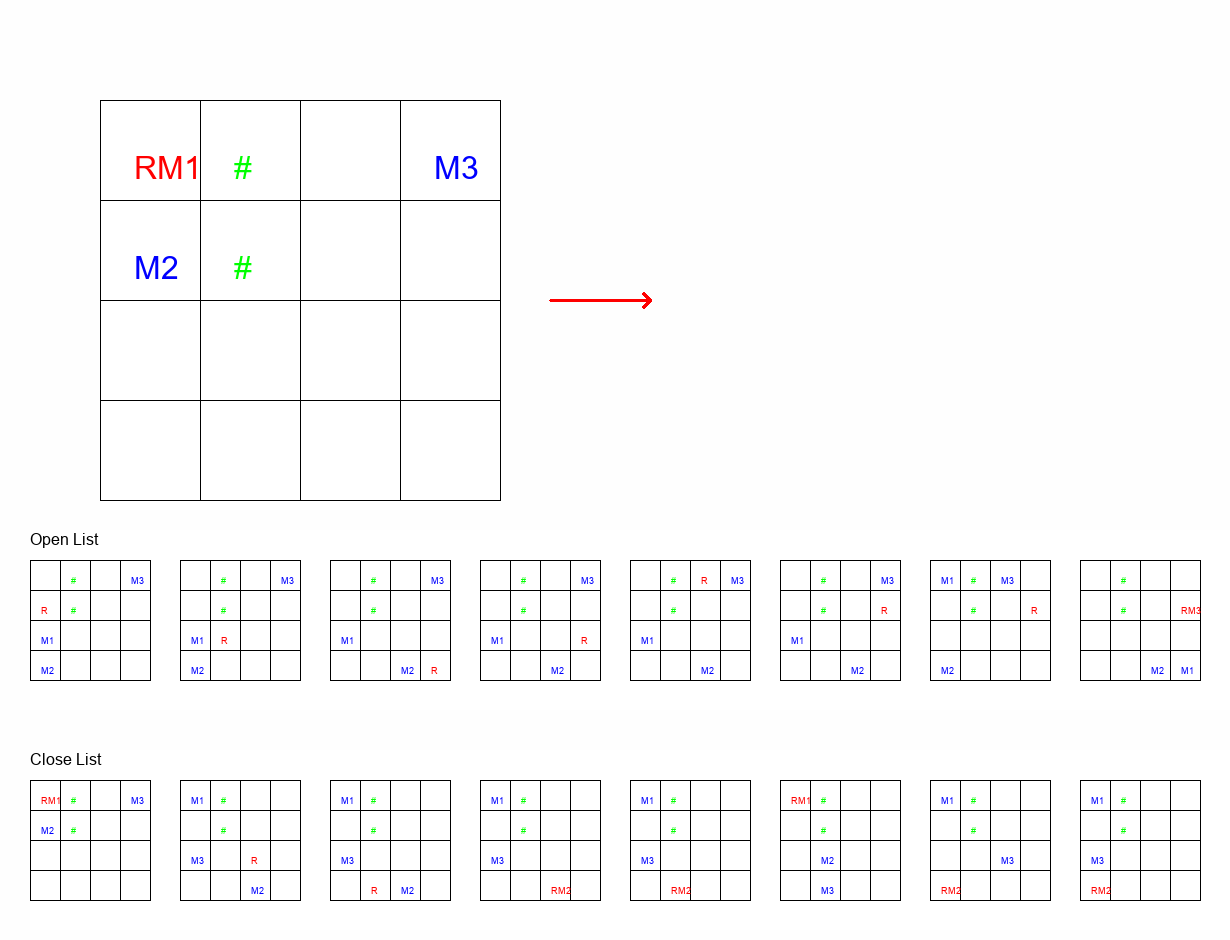 RM1 # M3
M2 #
Open List
# M3 # M3 # M3 # M3 # R M3 # M3 M1 # M3 #
R # # # # # # R # R # RM3
M1 M1 R M1 M1 R M1 M1
M2 M2 M2 R M2 M2 M2 M2 M2 M1
Close List
RM1 # M3 M1 # M1 # M1 # M1 # RM1 # M1 # M1 #
M2 # # # # # # # #
M3 R M3 M3 M3 M2 M3 M3
M2 R M2 RM2 RM2 M3 RM2 RM2